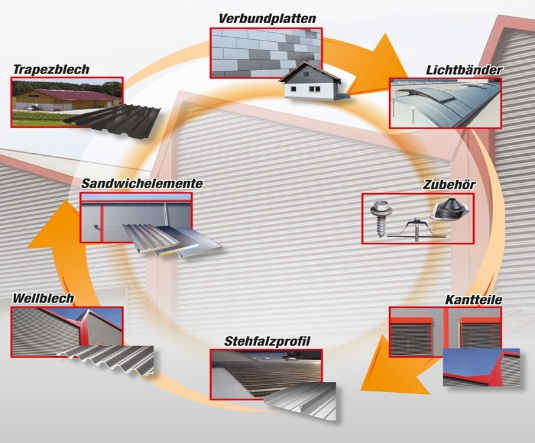 Verbundplatten
Trapezblech
Lichtbänder
Sandwichelemente
Zubehör
Wellblech
Kantteile
Stehfalzprofil